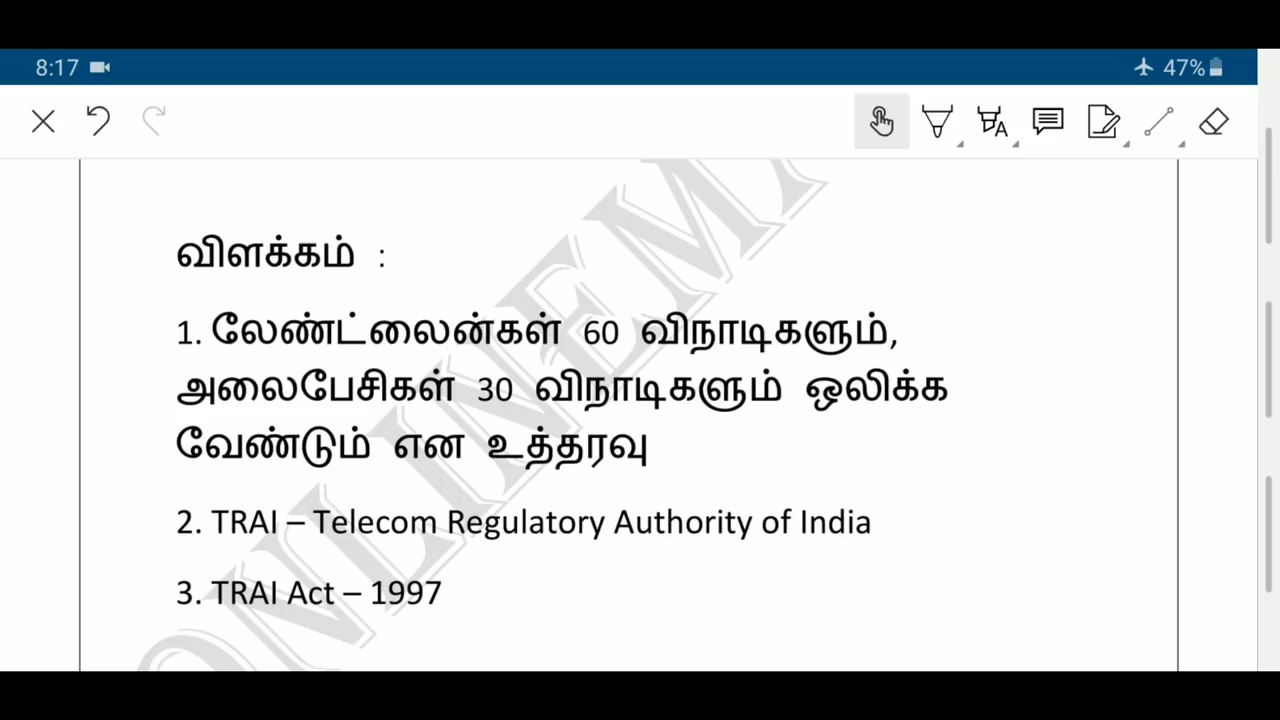 8:17
47%
விளக்கம் :
1. லேண்ட்லைன்கள் 60 விநாடிகளும்,
அலைபேசிகள் 30 விநாடிகளும் ஒலிக்க
வேண்டும் என உத்தரவு
2. TRAI – Telecom Regulatory Authority of India
3. TRAI Act – 1997